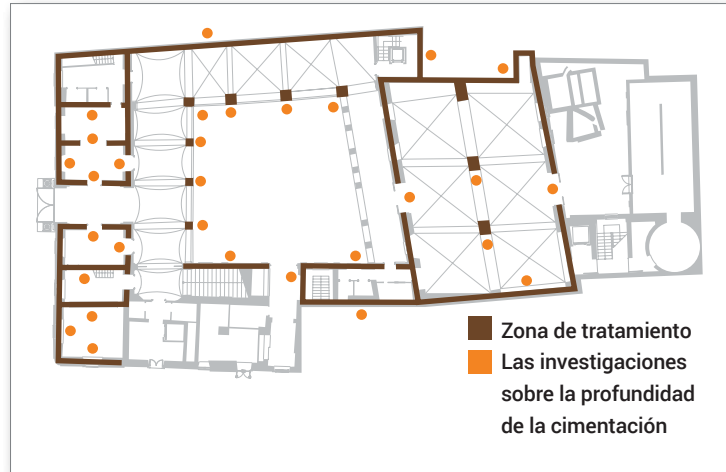 Zona de tratamiento
Las investigaciones
sobre la profundidad
de la cimentación